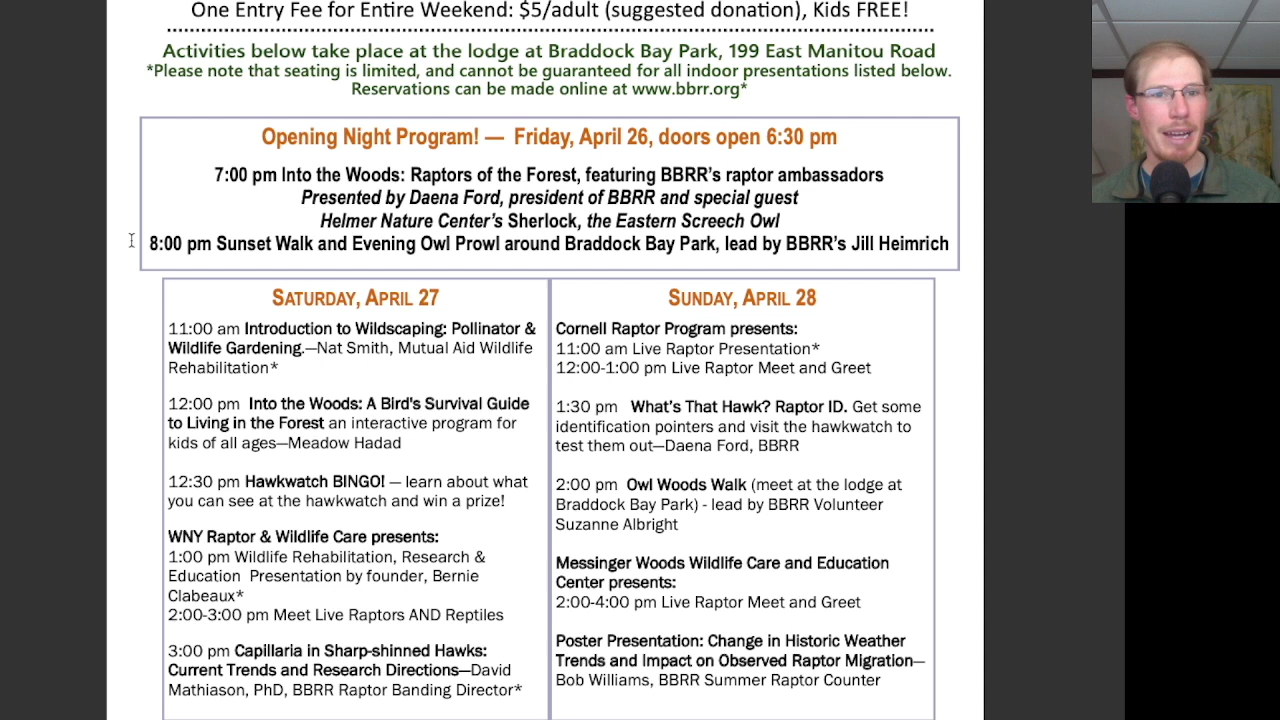 One Entry Fee for Entire Weekend: $5/adult (suggested donation), Kids FREE!
Activities below take place at the lodge at Braddock Bay Park, 199 East Manitou Road
*Please note that seating is limited, and cannot be guaranteed for all indoor presentations listed below.
Reservations can be made online at www.bbrr.org*
Opening Night Program! — Friday, April 26, doors open 6:30 pm
7:00 pm Into the Woods: Raptors of the Forest, featuring BBRR's raptor ambassadors
Presented by Daena Ford, president of BBRR and special guest
Helmer Nature Center's Sherlock, the Eastern Screech Owl
8:00 pm Sunset Walk and Evening Owl Prowl around Braddock Bay Park, lead by BBRR's Jill Heimrich
SATURDAY, APRIL 27
11:00 am Introduction to Wildscaping: Pollinator &
Wildlife Gardening.—Nat Smith, Mutual Aid Wildlife
Rehabilitation*
12:00 pm Into the Woods: A Bird's Survival Guide
to Living in the Forest an interactive program for
kids of all ages—Meadow Hadad
12:30 pm Hawkwatch BINGO! — learn about what
you can see at the hawkwatch and win a prize!
WNY Raptor & Wildlife Care presents:
1:00 pm Wildlife Rehabilitation, Research &
Education Presentation by founder, Bernie
Clabeaux*
2:00-3:00 pm Meet Live Raptors AND Reptiles
3:00 pm Capillaria in Sharp-shinned Hawks:
Current Trends and Research Directions—David
Mathiason, PhD, BBRR Raptor Banding Director*
SUNDAY, APRIL 28
Cornell Raptor Program presents:
11:00 am Live Raptor Presentation*
12:00-1:00 pm Live Raptor Meet and Greet
1:30 pm What's That Hawk? Raptor ID. Get some
identification pointers and visit the hawkwatch to
test them out—Daena Ford, BBRR
2:00 pm Owl Woods Walk (meet at the lodge at
Braddock Bay Park) - lead by BBRR Volunteer
Suzanne Albright
Messinger Woods Wildlife Care and Education
Center presents:
2:00-4:00 pm Live Raptor Meet and Greet
Poster Presentation: Change in Historic Weather
Trends and Impact on Observed Raptor Migration—
Bob Williams, BBRR Summer Raptor Counter